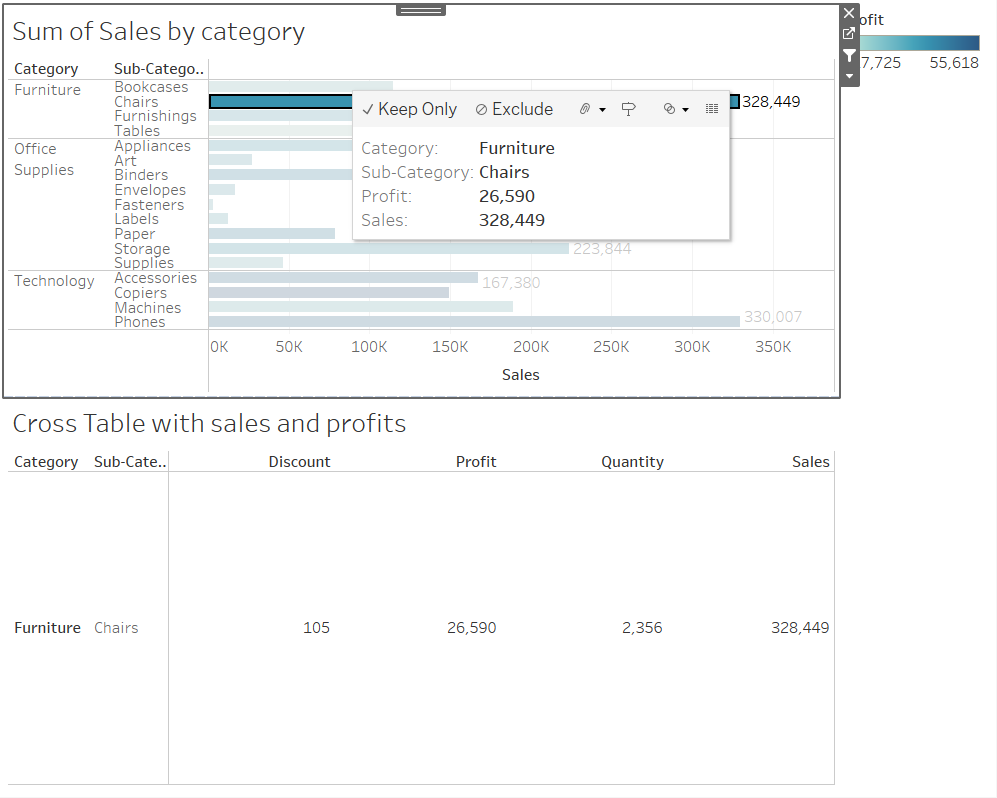 Sum of Sales by category
ofit
7,725 55,618
Category Sub-Catego..
Furniture Bookcases
Chairs 328,449
Furnishings
Tables
Keep Only Exclude
Category: Furniture
Sub-Category: Chairs
Profit: 26,590
Sales: 328,449
Office Supplies Appliances
Art
Binders
Envelopes
Fasteners
Labels
Paper
Storage 223,844
Supplies
Technology Accessories 167,380
Copiers
Machines
Phones 330,007
0K 50K 100K 150K 200K 250K 300K 350K
Sales
Cross Table with sales and profits
Category Sub-Cate.. Discount Profit Quantity Sales
Furniture Chairs 105 26,590 2,356 328,449